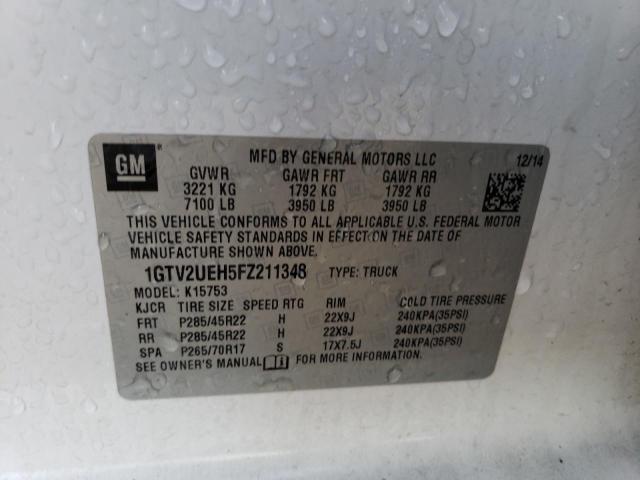 GM
MFD BY GENERAL MOTORS LLC 12/14
GVWR GAWR FRT GAWR RR
3221 KG 1792 KG 1792 KG
7100 LB 3950 LB 3950 LB
THIS VEHICLE CONFORMS TO ALL APPLICABLE U.S. FEDERAL MOTOR
VEHICLE SAFETY STANDARDS IN EFFECT ON THE DATE OF
MANUFACTURE SHOWN ABOVE.
1GTV2UEH5FZ211348 TYPE: TRUCK
MODEL: K15753
KJCR TIRE SIZE SPEED RTG RIM COLD TIRE PRESSURE
FRT P285/45R22 H 22X9J 240KPA(35PSI)
RR P285/45R22 H 22X9J 240KPA(35PSI)
SPA P265/70R17 S 17X7.5J 240KPA(35PSI)
SEE OWNER'S MANUAL FOR MORE INFORMATION.